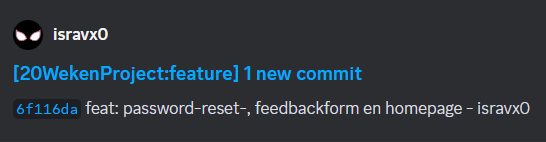 isravx0
[20WekenProject:feature] 1 new commit
6f116da feat: password-reset-, feedbackform en homepage - isravx0